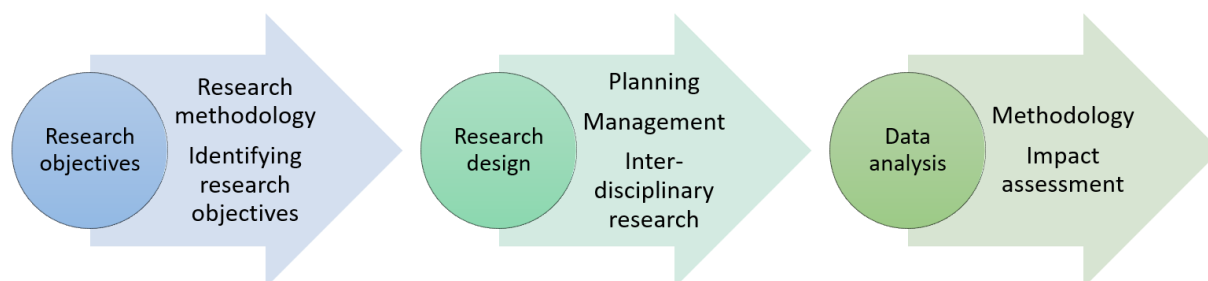 Research
objectives
Research
methodology
Identifying
research
objectives
Research
design
Planning
Management
Inter-
disciplinary
research
Data
analysis
Methodology
Impact
assessment